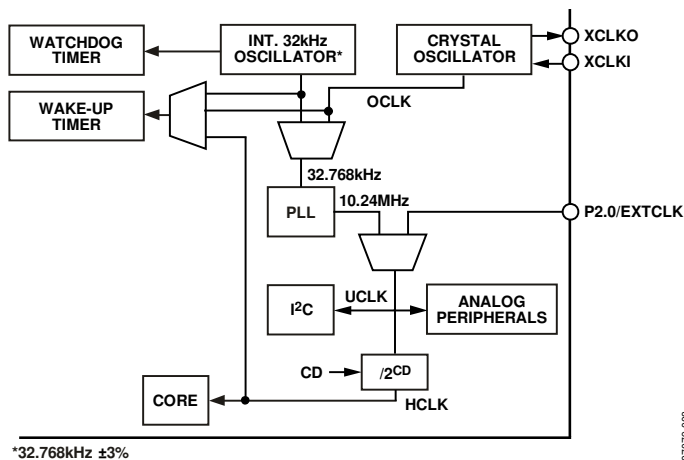 WATCHDOG
TIMER
INT. 32kHz
OSCILLATOR*
CRYSTAL
OSCILLATOR
XCLKO
XCLKI
WAKE-UP
TIMER
OCLK
32.768kHz
PLL
10.24MHz
P2.0/EXTCLK
I2C
UCLK
ANALOG
PERIPHERALS
CD
/2CD
CORE
HCLK
*32.768kHz ±3%